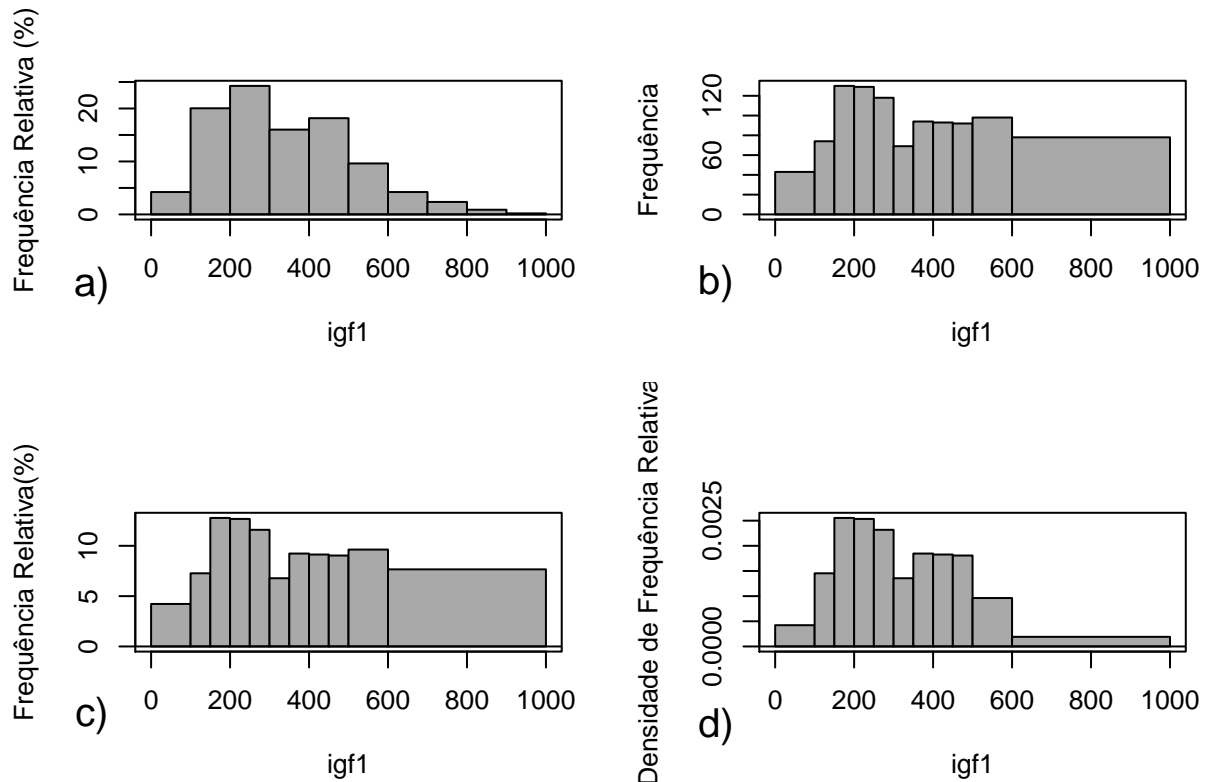 Frequência Relativa (%)
0 10 20
0 200 400 600 800 1000
a)
igf1
Frequência
0 60 120
0 200 400 600 800 1000
b)
igf1
Frequência Relativa(%)
0 5 10
0 200 400 600 800 1000
c)
igf1
Densidade de Frequência Relativa
0.0000 0.0025
0 200 400 600 800 1000
d)
igf1